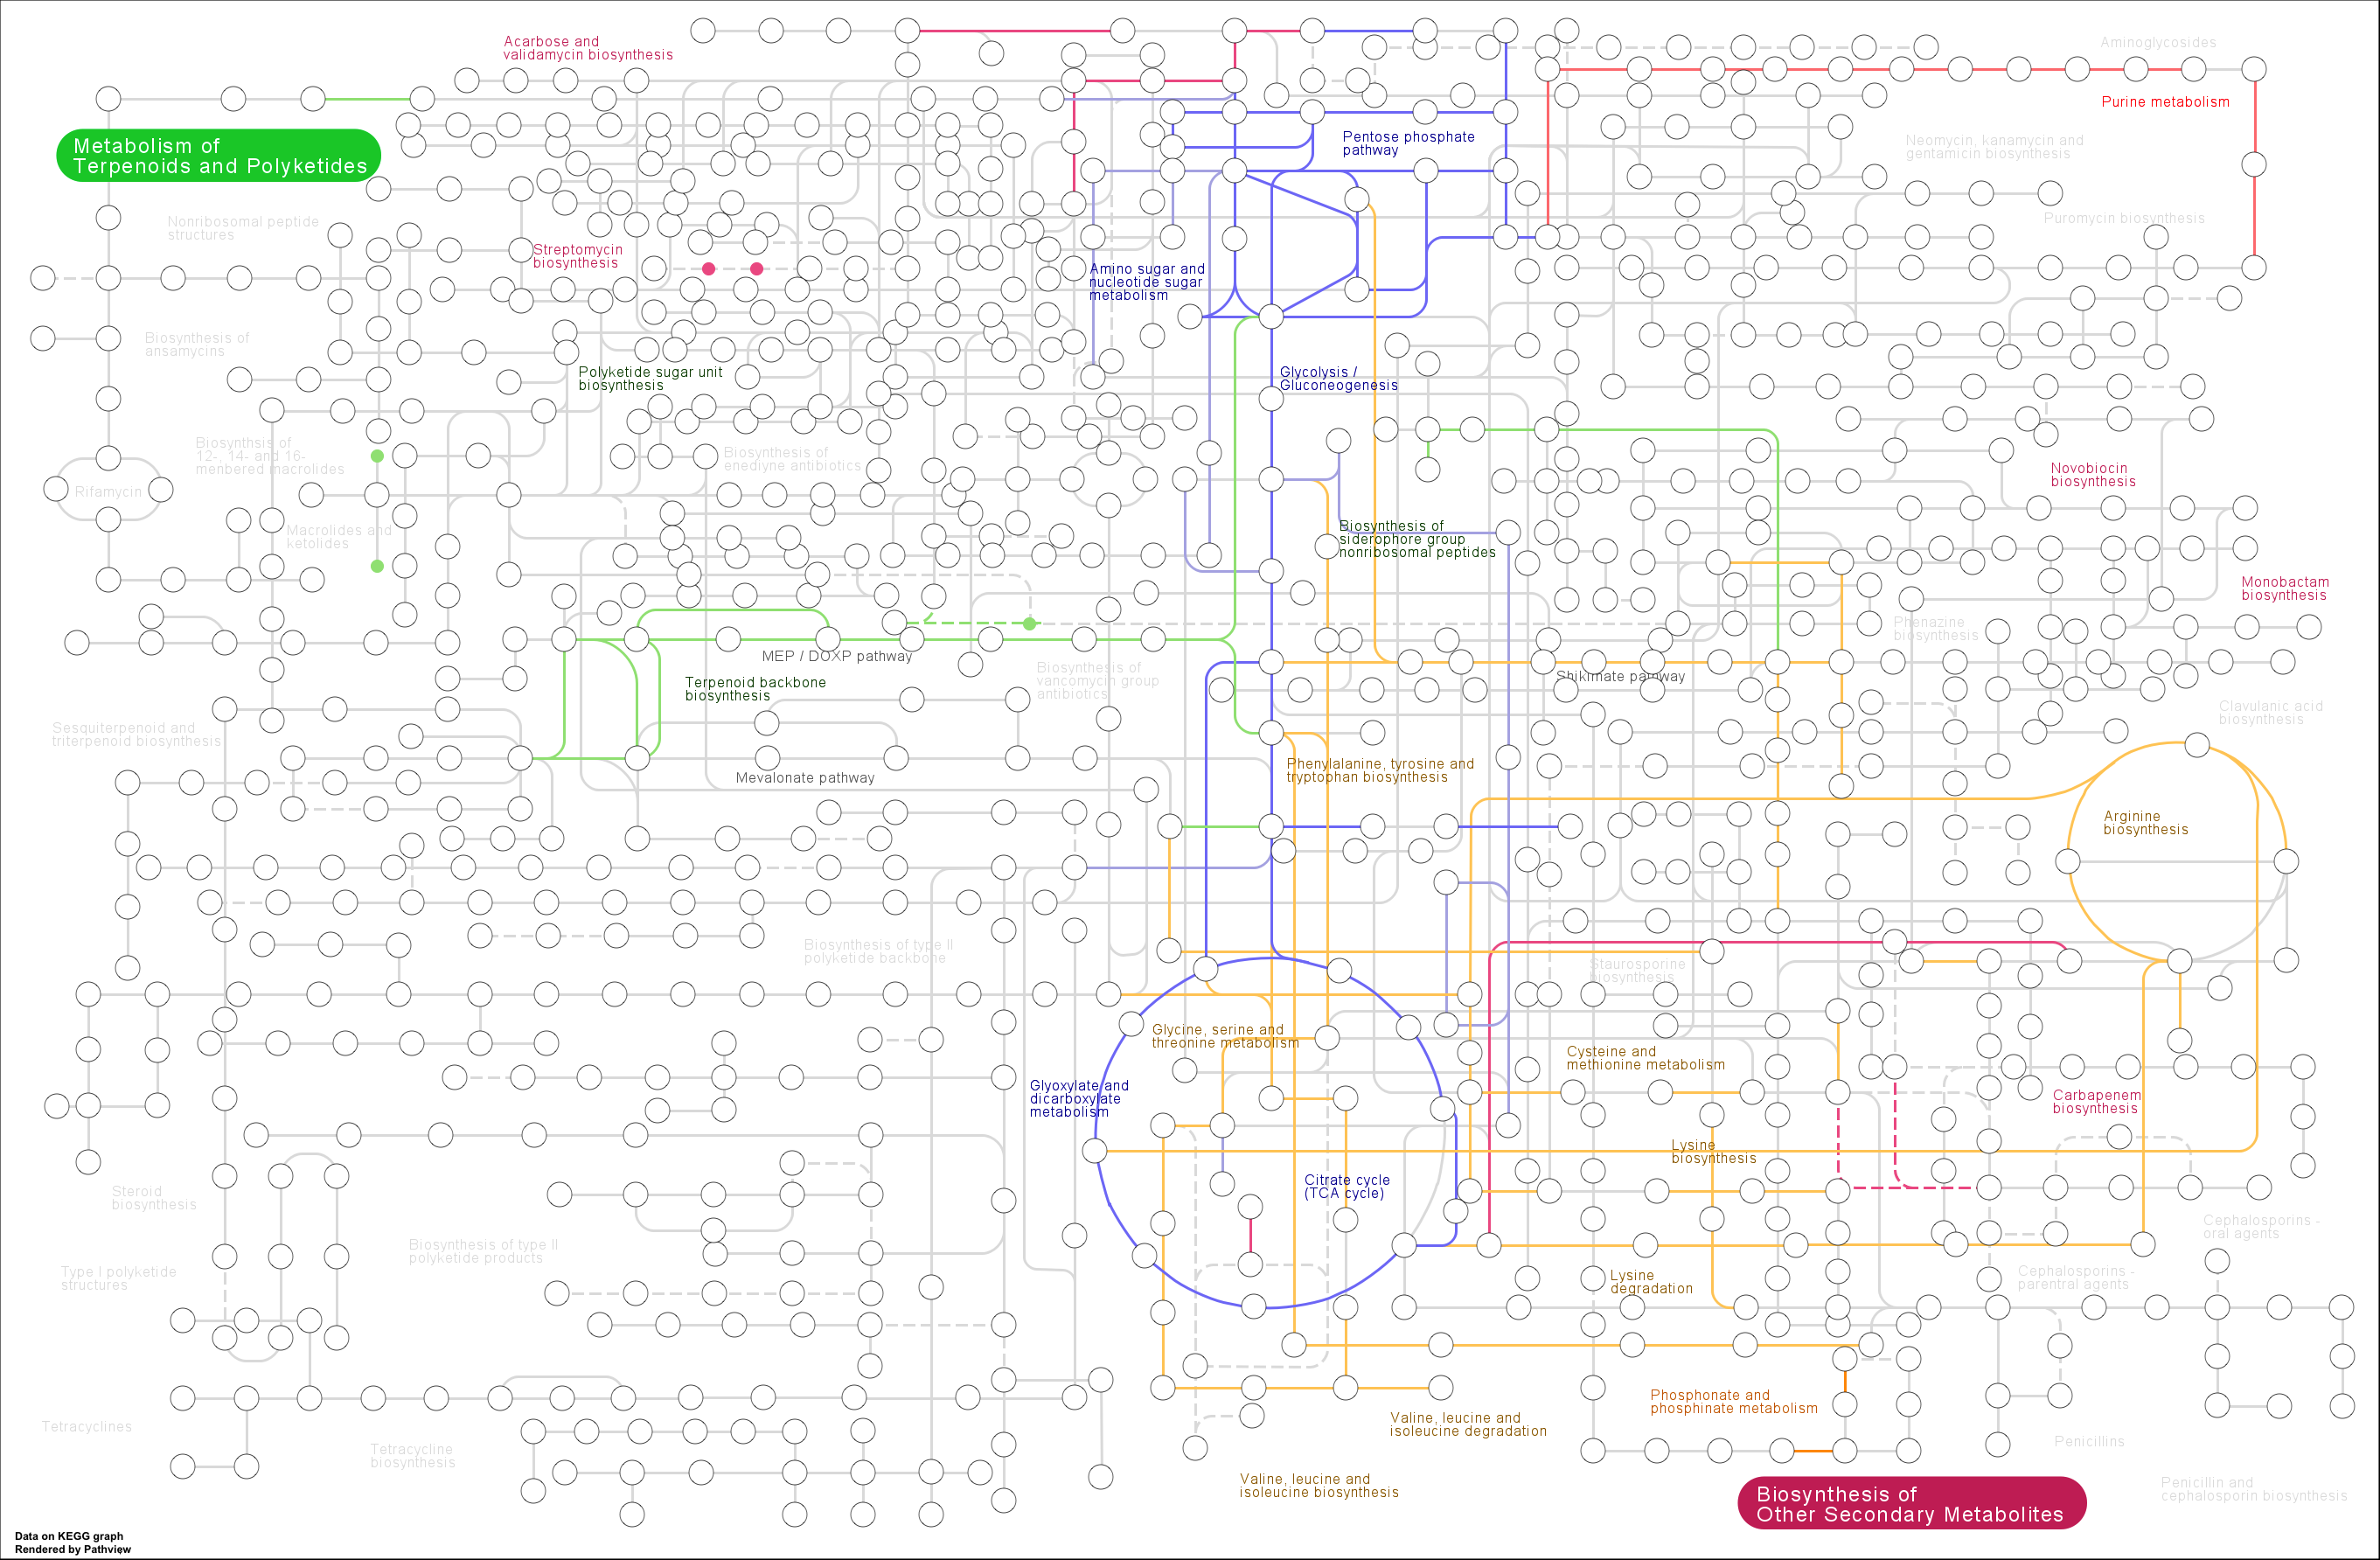 Acarbose and
validamycin biosynthesis
Aminoglycosides
Purine metabolism
Metabolism of
Terpenoids and Polyketides
Pentose phosphate
pathway
Neomycin, kanamycin and
gentamicin biosynthesis
Nonribosomal peptide
structures
Puromycin biosynthesis
Streptomycin
biosynthesis
Amino sugar and
nucleotide sugar
metabolism
Biosynthesis of
ansamycins
Polyketide sugar unit
biosynthesis
Glycolysis /
Gluconeogenesis
Biosynthsis of
12-, 14- and 16-
menbered macrolides
Biosynthesis of
enediyne antibiotics
Novobiocin
biosynthesis
Rifamycin
Macrolides and
ketolides
Biosynthesis of
siderophore group
nonribosomal peptides
Monobactam
biosynthesis
Phenazine
biosynthesis
MEP / DOXP pathway
Biosynthesis of
vancomycin group
antibiotics
Shikimate pathway
Terpenoid backbone
biosynthesis
Clavulanic acid
biosynthesis
Sesquiterpenoid and
triterpenoid biosynthesis
Mevalonate pathway
Phenylalanine, tyrosine and
tryptophan biosynthesis
Arginine
biosynthesis
Biosynthesis of type II
polyketide backbone
Staurosporine
biosynthesis
Glycine, serine and
threonine metabolism
Cysteine and
methionine metabolism
Glyoxylate and
dicarboxylate
metabolism
Carbapenem
biosynthesis
Lysine
biosynthesis
Citrate cycle
(TCA cycle)
Steroid
biosynthesis
Cephalosporins -
oral agents
Biosynthesis of type II
polyketide products
Type I polyketide
structures
Lysine
degradation
Cephalosporins -
parentral agents
Phosphonate and
phosphinate metabolism
Tetracyclines
Valine, leucine and
isoleucine degradation
Tetracycline
biosynthesis
Penicillins
Valine, leucine and
isoleucine biosynthesis
Penicillin and
cephalosporin biosynthesis
Biosynthesis of
Other Secondary Metabolites
Data on KEGG graph
Rendered by Pathview